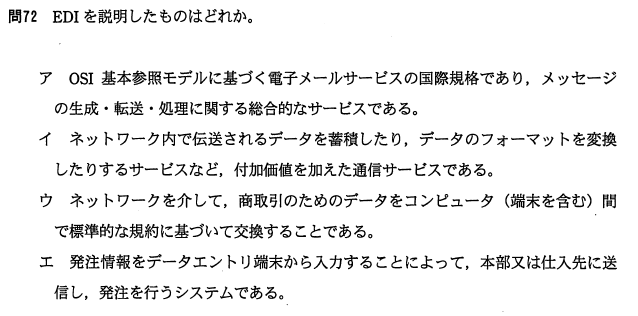 問72 EDIを説明したものはどれか。
ア OSI 基本参照モデルに基づく電子メールサービスの国際規格であり，メッセージ
の生成・転送・処理に関する総合的なサービスである。
イ ネットワーク内で伝送されるデータを蓄積したり，データのフォーマットを変換
したりするサービスなど，付加価値を加えた通信サービスである。
ウ ネットワークを介して，商取引のためのデータをコンピュータ（端末を含む）間
で標準的な規約に基づいて交換することである。
エ 発注情報をデータエントリ端末から入力することによって，本部又は仕入先に送
信し，発注を行うシステムである。